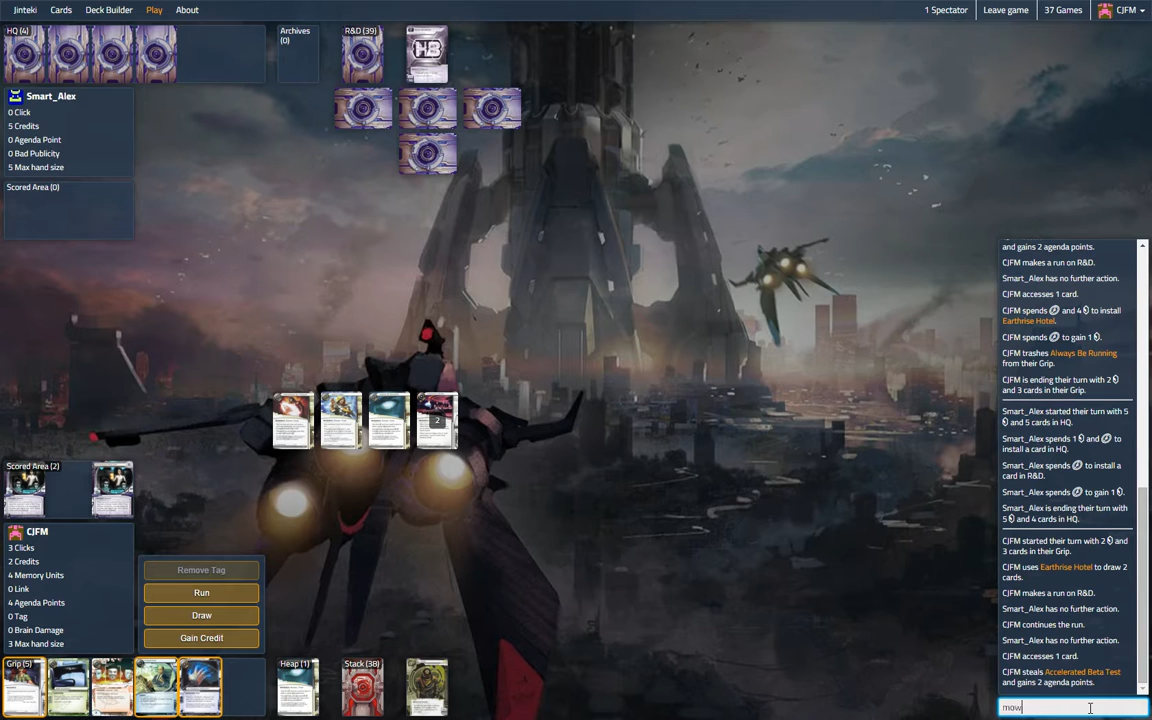 Jinteki
Cards
Deck Builder
Play
About
1 Spectator
Leave game
37 Games
CJFM
HQ (4)
Archives
(0)
R&D (39)
HB
Smart_Alex
0 Click
5 Credits
0 Agenda Point
0 Bad Publicity
5 Max hand size
Scored Area (0)
2
Scored Area (2)
CJFM
3 Clicks
2 Credits
4 Memory Units
0 Link
4 Agenda Points
0 Tag
0 Brain Damage
3 Max hand size
Remove Tag
Run
Draw
Gain Credit
Grip (5)
Heap (1)
Stack (38)
and gains 2 agenda points.
CJFM makes a run on R&D.
Smart_Alex has no further action.
CJFM accesses 1 card.
CJFM spends and 4 to install
Earthrise Hotel.
CJFM spends to gain 1.
CJFM trashes Always Be Running
from their Grip.
CJFM is ending their turn with 2
and 3 cards in their Grip.
Smart_Alex started their turn with 5
and 5 cards in HQ.
Smart_Alex spends 1 and to
install a card in HQ.
Smart_Alex spends to install a
card in R&D.
Smart_Alex spends to gain 1.
Smart_Alex is ending their turn with
5 and 4 cards in HQ.
CJFM started their turn with 2 and
3 cards in their Grip.
CJFM uses Earthrise Hotel to draw 2
cards.
CJFM makes a run on R&D.
Smart_Alex has no further action.
CJFM continues the run.
Smart_Alex has no further action.
CJFM accesses 1 card.
CJFM steals Accelerated Beta Test
and gains 2 agenda points.
mow